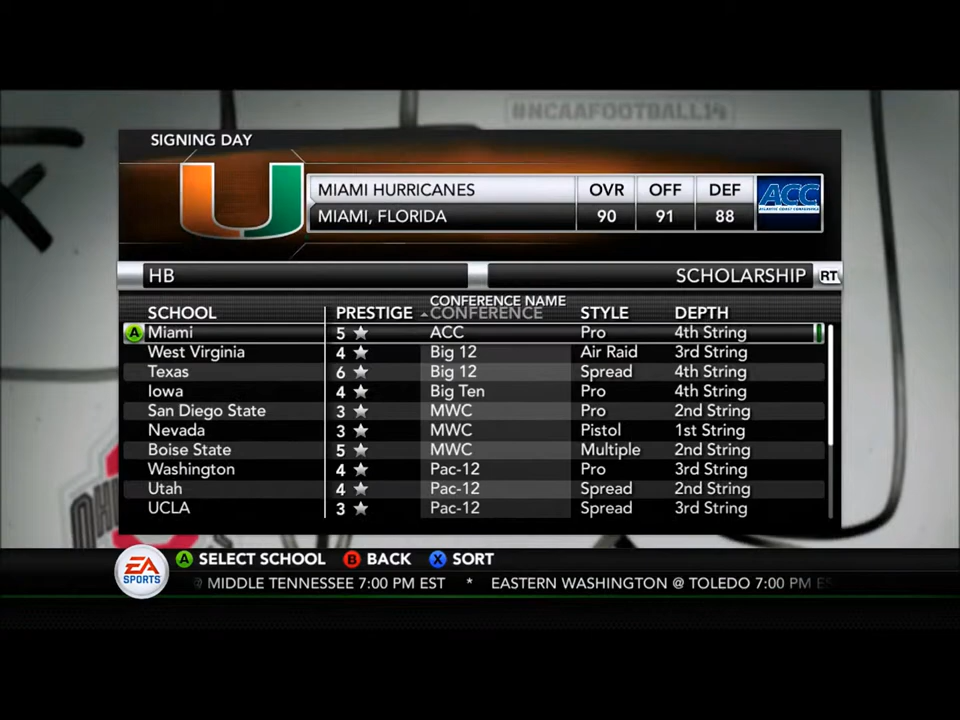 #NCAAFOOTBALL14
SIGNING DAY
MIAMI HURRICANES OVR OFF DEF
MIAMI, FLORIDA 90 91 88
ACC
ATLANTIC COAST CONFERENCE
HB SCHOLARSHIP RT
CONFERENCE NAME
SCHOOL PRESTIGE CONFERENCE STYLE DEPTH
A Miami 5 ACC Pro 4th String
West Virginia 4 Big 12 Air Raid 3rd String
Texas 6 Big 12 Spread 4th String
Iowa 4 Big Ten Pro 4th String
San Diego State 3 MWC Pro 2nd String
Nevada 3 MWC Pistol 1st String
Boise State 5 MWC Multiple 2nd String
Washington 4 Pac-12 Pro 3rd String
Utah 4 Pac-12 Spread 2nd String
UCLA 3 Pac-12 Spread 3rd String
A SELECT SCHOOL B BACK X SORT
EA SPORTS
@ MIDDLE TENNESSEE 7:00 PM EST * EASTERN WASHINGTON @ TOLEDO 7:00 PM ES